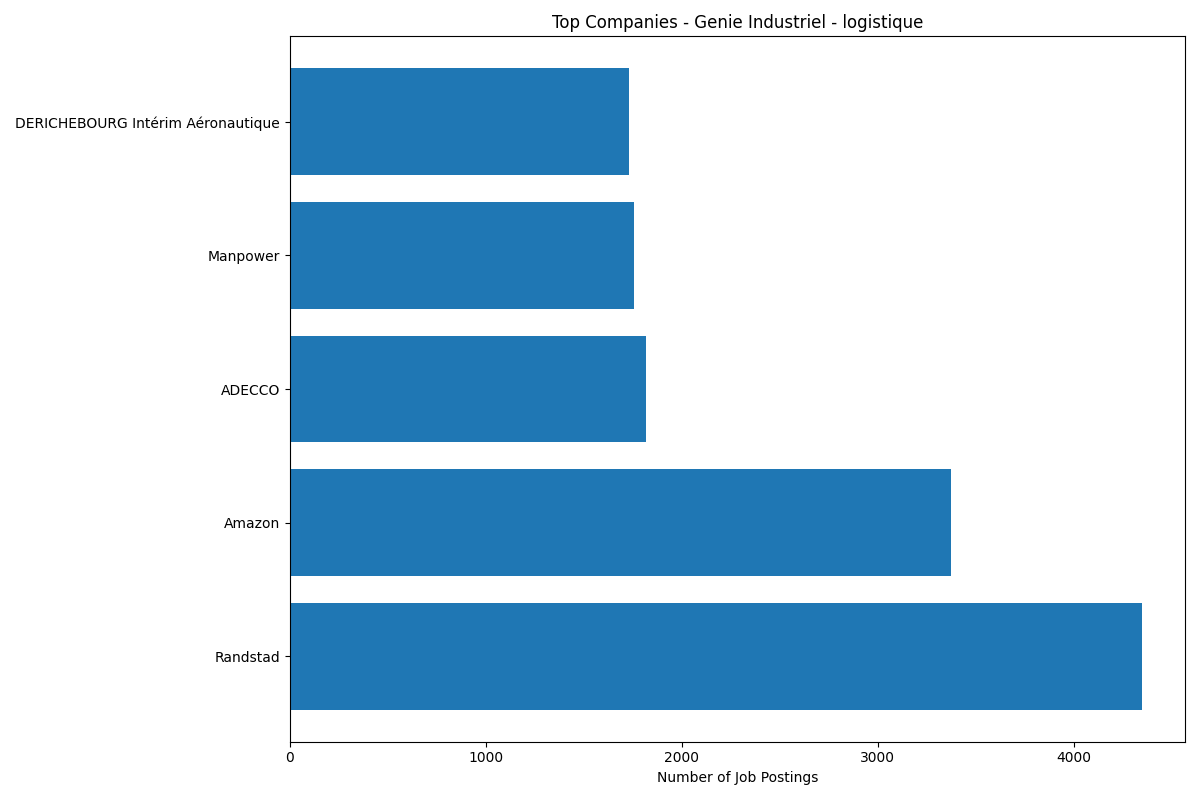 Top Companies - Genie Industriel - logistique
DERICHEBOURG Intérim Aéronautique
Manpower
ADECCO
Amazon
Randstad
0 1000 2000 3000 4000
Number of Job Postings